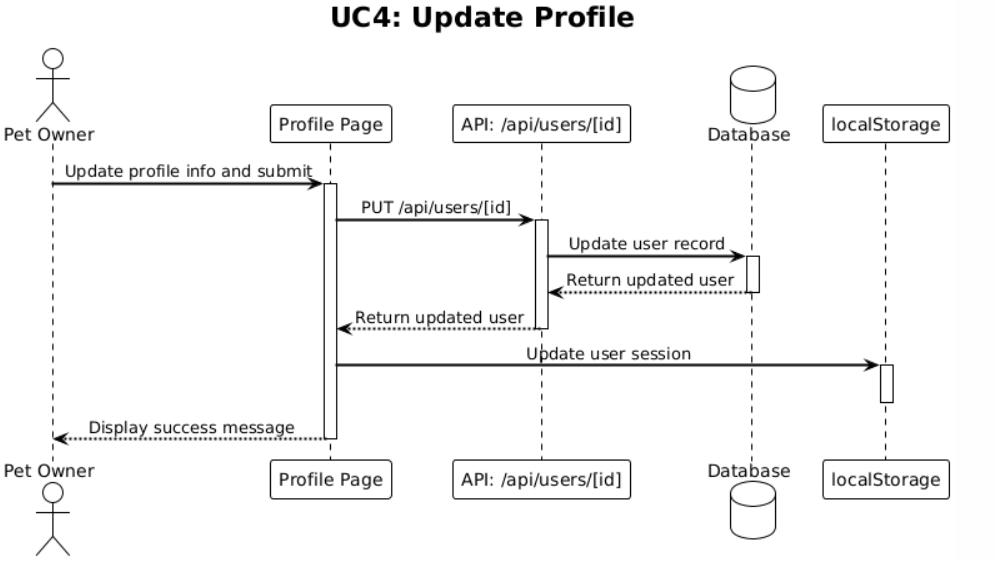 UC4: Update Profile
Pet Owner
Profile Page
API: /api/users/[id]
Database
localStorage
Update profile info and submit
PUT /api/users/[id]
Update user record
Return updated user
Return updated user
Update user session
Display success message
Pet Owner
Profile Page
API: /api/users/[id]
Database
localStorage